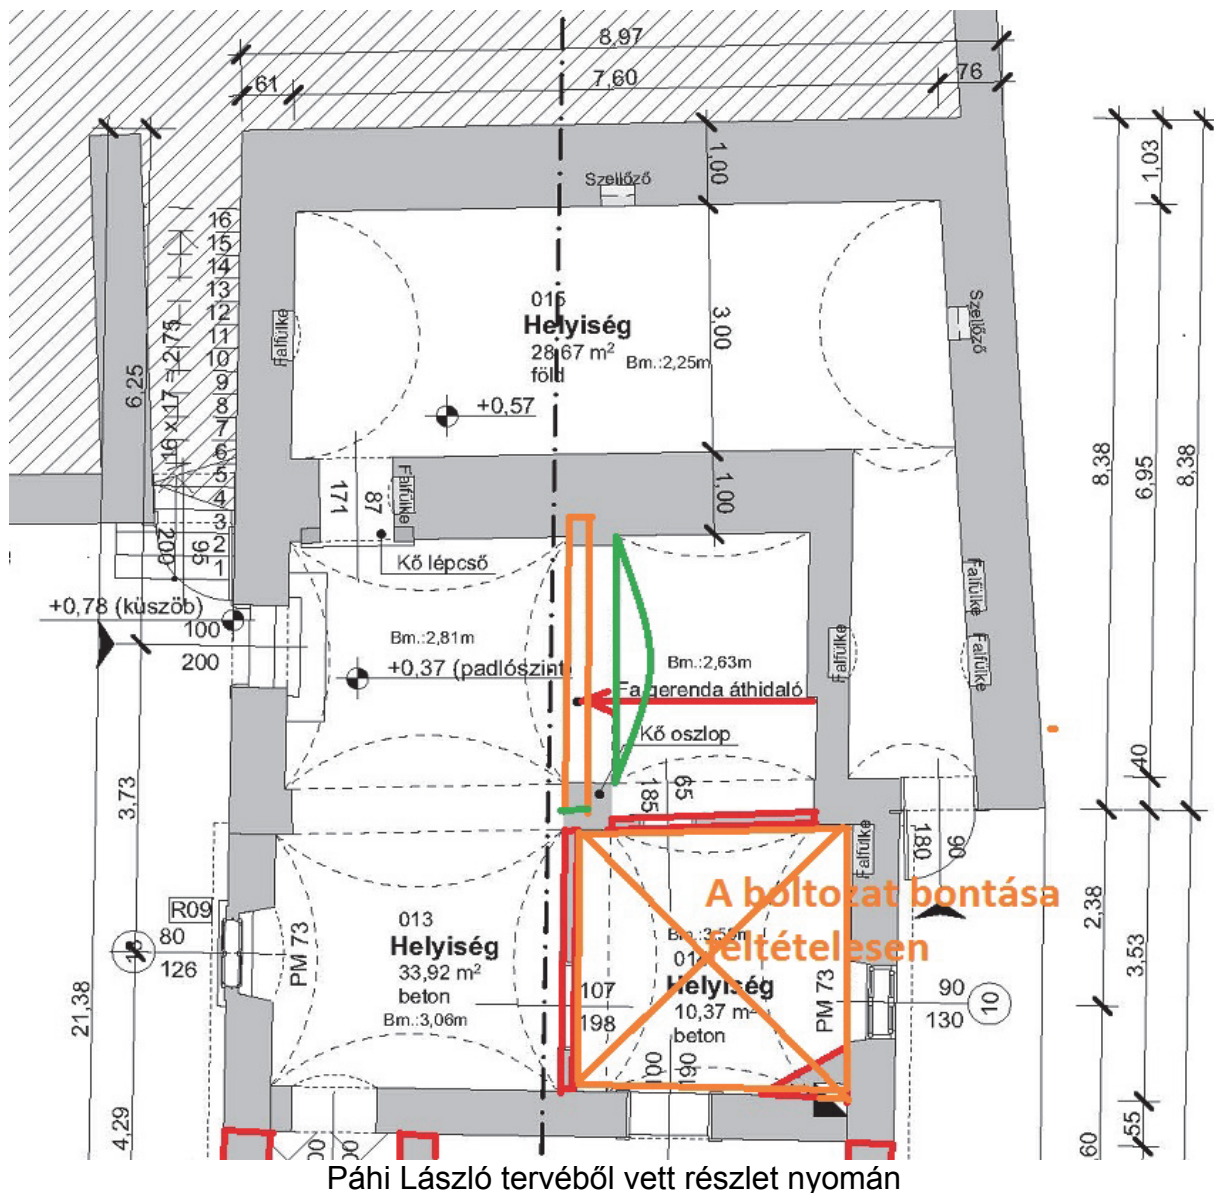 8,97
7,60
61
76
1,00
1,03
Szellőző
16
15
14
13
12
11
10
9
8
7
6
5
4
3
2
1
16 x 17 = 2 75
6,25
Falfülke
015
Helyiség
28,67 m²
föld
Bm.:2,25m
3,00
Szellőző
+0,57
8,38
6,95
8,38
171
87
Falfülke
1,00
200
95
Kő lépcső
+0,78 (küszöb)
100
200
Bm.:2,81m
+0,37 (padlószint)
Bm.:2,63m
Fa gerenda áthidaló
Kő oszlop
Falfülke
Falfülke
Falfülke
185
65
40
3,73
180
90
Falfülke
A boltozat bontása
feltételesen
R09
80
126
PM 73
013
Helyiség
33,92 m²
beton
Bm.:3,06m
107
198
Helyiség
10,37 m²
beton
PM 73
90
130
10
2,38
3,53
21,38
100
190
4,29
60
55
Páhi László tervéből vett részlet nyomán